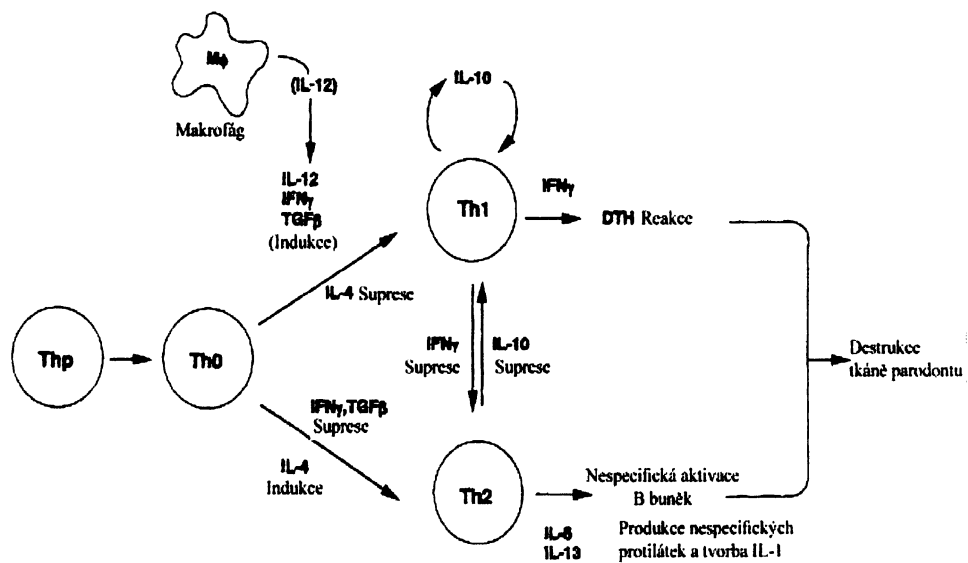 Mφ
(IL-12)
Makrofág
IL-12
IFNγ
TGFβ
(Indukce)
IL-10
Th1
IFNγ
DTH Reakce
IL-4 Suprese
Thp
Th0
IFNγ
Suprese
IL-10
Suprese
Destrukce
tkáně parodontu
IFNγ,TGFβ
Suprese
IL-4
Indukce
Th2
Nespecifická aktivace
B buněk
IL-6
IL-13
Produkce nespecifických
protilátek a tvorba IL-1